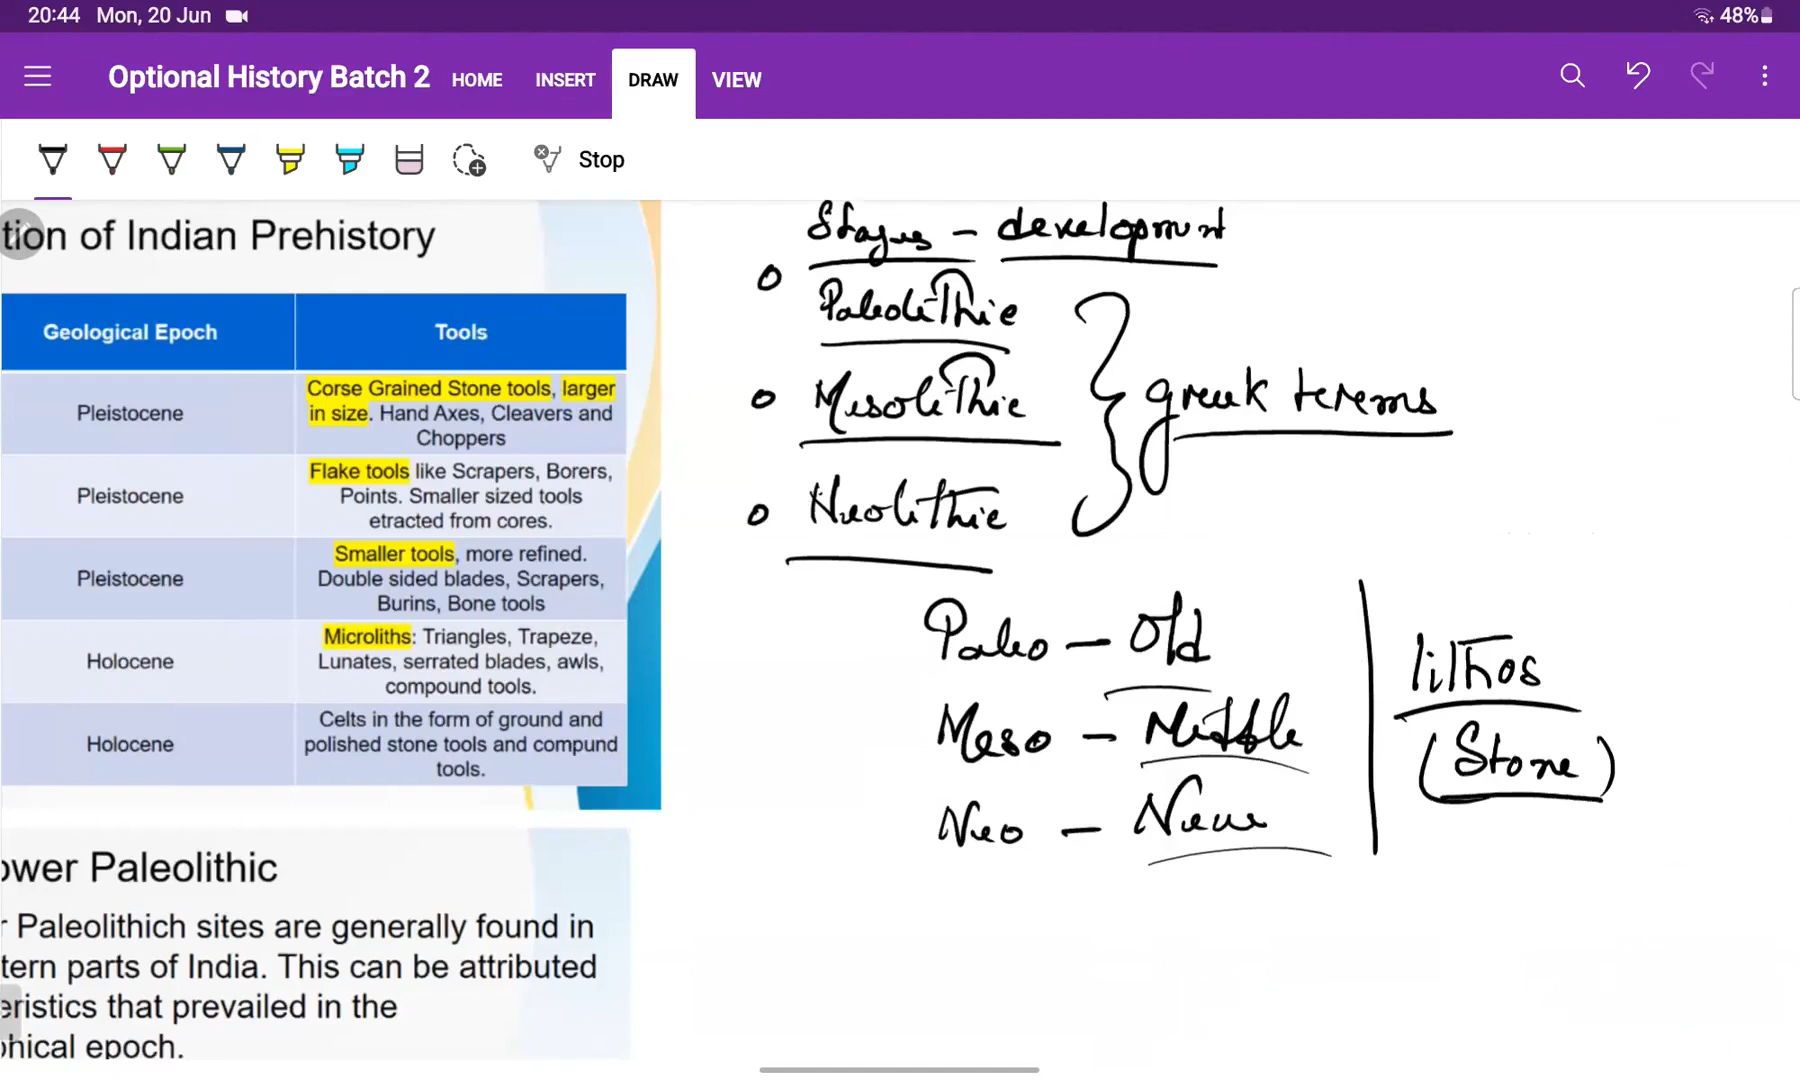 20:44 Mon, 20 Jun 48%
Optional History Batch 2 HOME INSERT DRAW VIEW
Stop
tion of Indian Prehistory
Geological Epoch Tools
Pleistocene
Corse Grained Stone tools, larger
in size. Hand Axes, Cleavers and
Choppers
Pleistocene
Flake tools like Scrapers, Borers,
Points. Smaller sized tools
etracted from cores.
Pleistocene
Smaller tools, more refined.
Double sided blades, Scrapers,
Burins, Bone tools
Holocene
Microliths: Triangles, Trapeze,
Lunates, serrated blades, awls,
compound tools.
Holocene
Celts in the form of ground and
polished stone tools and compund
tools.
ower Paleolithic
r Paleolithich sites are generally found in
tern parts of India. This can be attributed
eristics that prevailed in the
hical epoch.
Stages - development
Paleolithic
Mesolithic
Neolithic
greek terems
Paleo - Old
Meso - Middle
Neo - New
lithos
(Stone)